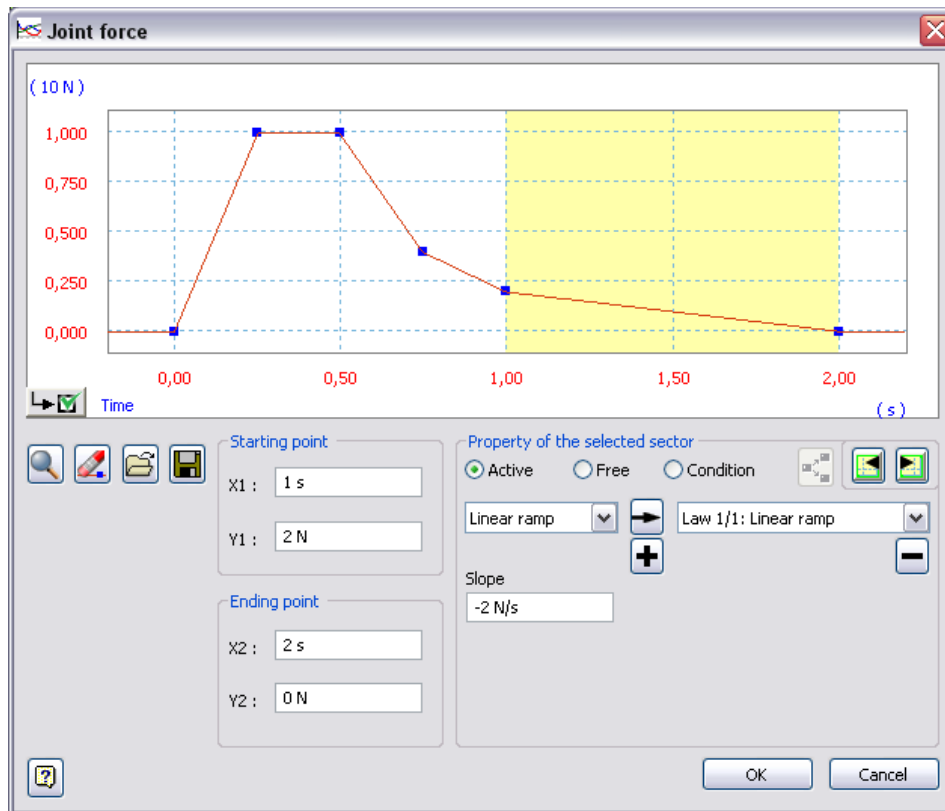 Joint force
( 10 N )
1,000
0,750
0,500
0,250
0,000
0,00 0,50 1,00 1,50 2,00
Time ( s )
Starting point
X1 : 1 s
Y1 : 2 N
Ending point
X2 : 2 s
Y2 : 0 N
Property of the selected sector
Active Free Condition
Linear ramp Law 1/1: Linear ramp
Slope
-2 N/s
OK Cancel